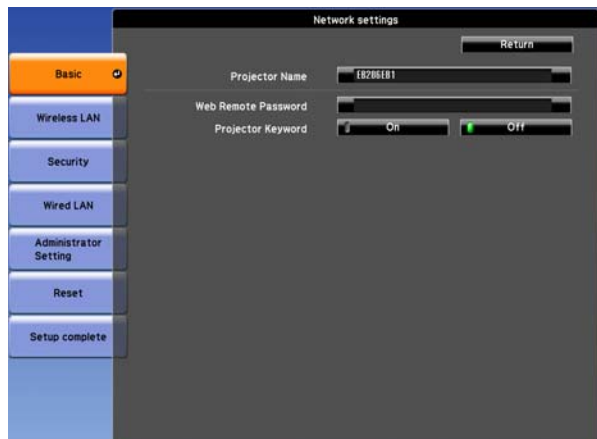 Network settings
Return
Basic
Projector Name EB286EB1
Wireless LAN
Web Remote Password
Projector Keyword On Off
Security
Wired LAN
Administrator
Setting
Reset
Setup complete